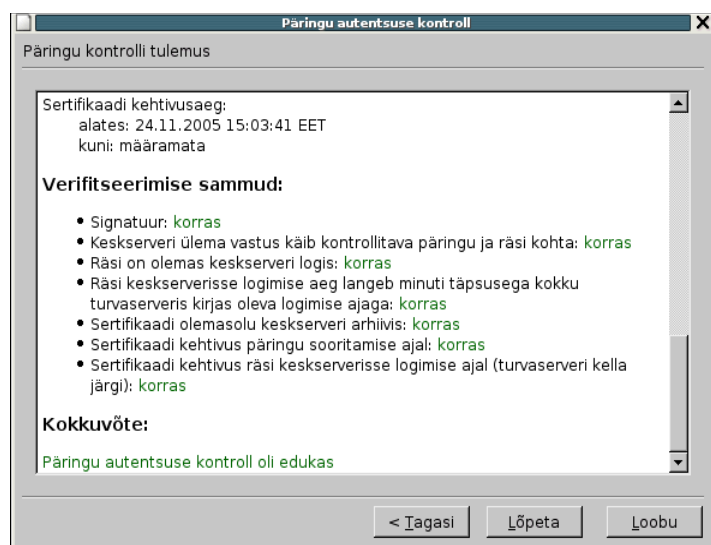 Päringu autentsuse kontroll
Päringu kontrolli tulemus
Sertifikaadi kehtivusaeg:
alates: 24.11.2005 15:03:41 EET
kuni: määramata
Verifitseerimise sammud:
• Signatuur: korras
• Keskserveri ülema vastus käib kontrollitava päringu ja räsi kohta: korras
• Räsi on olemas keskserveri logis: korras
• Räsi keskserverisse logimise aeg langeb minuti täpsusega kokku
turvaserveris kirjas oleva logimise ajaga: korras
• Sertifikaadi olemasolu keskserveri arhiivis: korras
• Sertifikaadi kehtivus päringu sooritamise ajal: korras
• Sertifikaadi kehtivus räsi keskserverisse logimise ajal (turvaserveri kella
järgi): korras
Kokkuvõte:
Päringu autentsuse kontroll oli edukas
< Tagasi
Lõpeta
Loobu